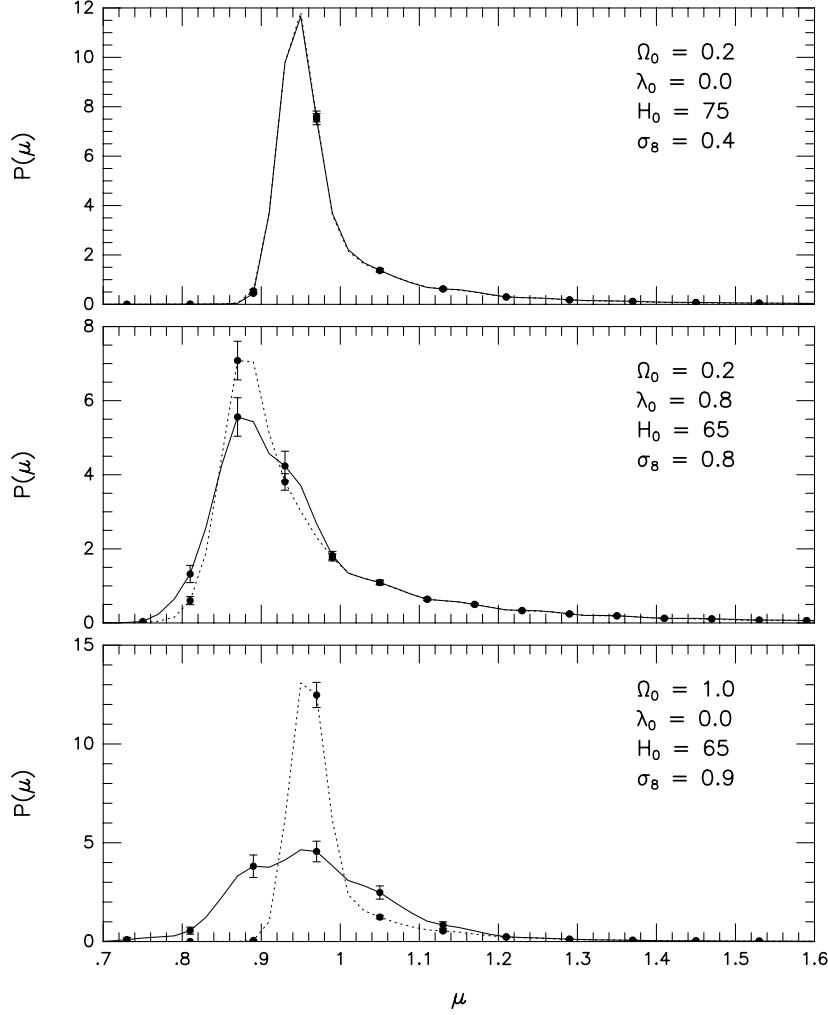 12
10
8
6
4
2
0
P(μ)
Ω₀ = 0.2
λ₀ = 0.0
H₀ = 75
σ₈ = 0.4
8
6
4
2
0
P(μ)
Ω₀ = 0.2
λ₀ = 0.8
H₀ = 65
σ₈ = 0.8
15
10
5
0
P(μ)
Ω₀ = 1.0
λ₀ = 0.0
H₀ = 65
σ₈ = 0.9
.7 .8 .9 1 1.1 1.2 1.3 1.4 1.5 1.6
μ